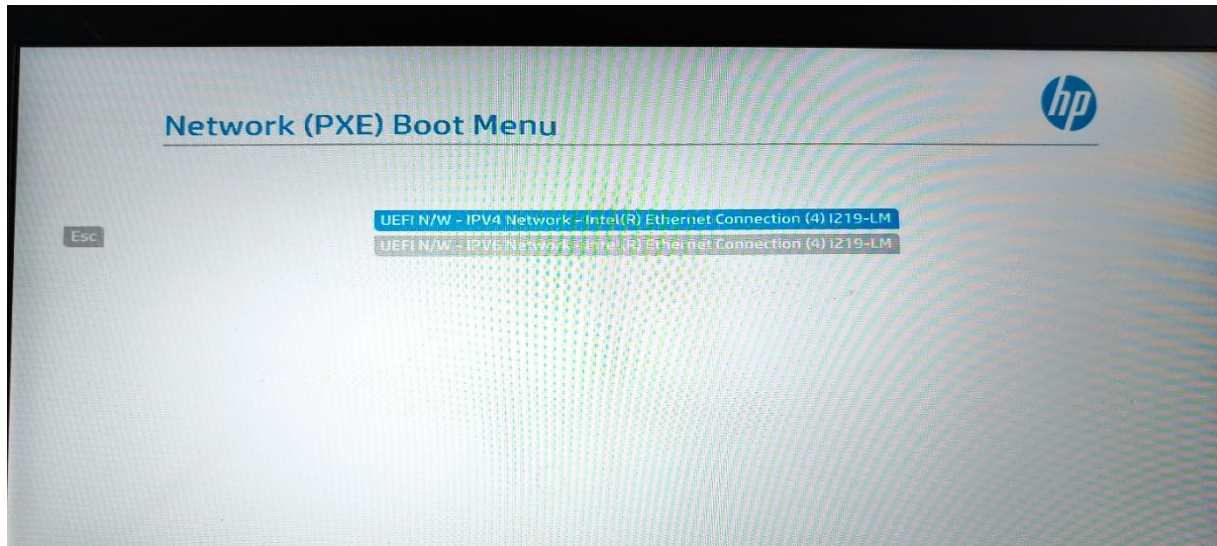 hp
Network (PXE) Boot Menu
UEFI N/W - IPV4 Network - Intel(R) Ethernet Connection (4) I219-LM
Esc
UEFI N/W - IPV6 Network - Intel(R) Ethernet Connection (4) I219-LM